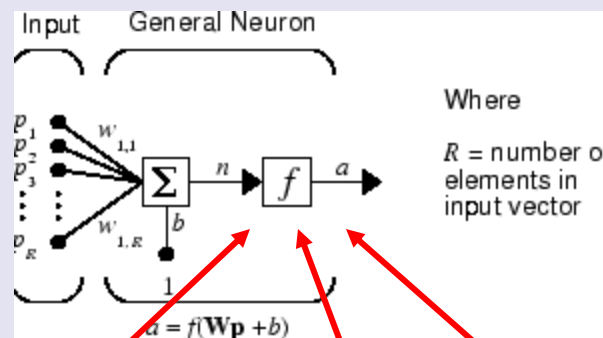 Input
General Neuron
p1
p2
p3
pR
w1,1
w1,R
Σ
n
f
a
b
1
a = f(Wp +b)
Where
R = number o
elements in
input vector